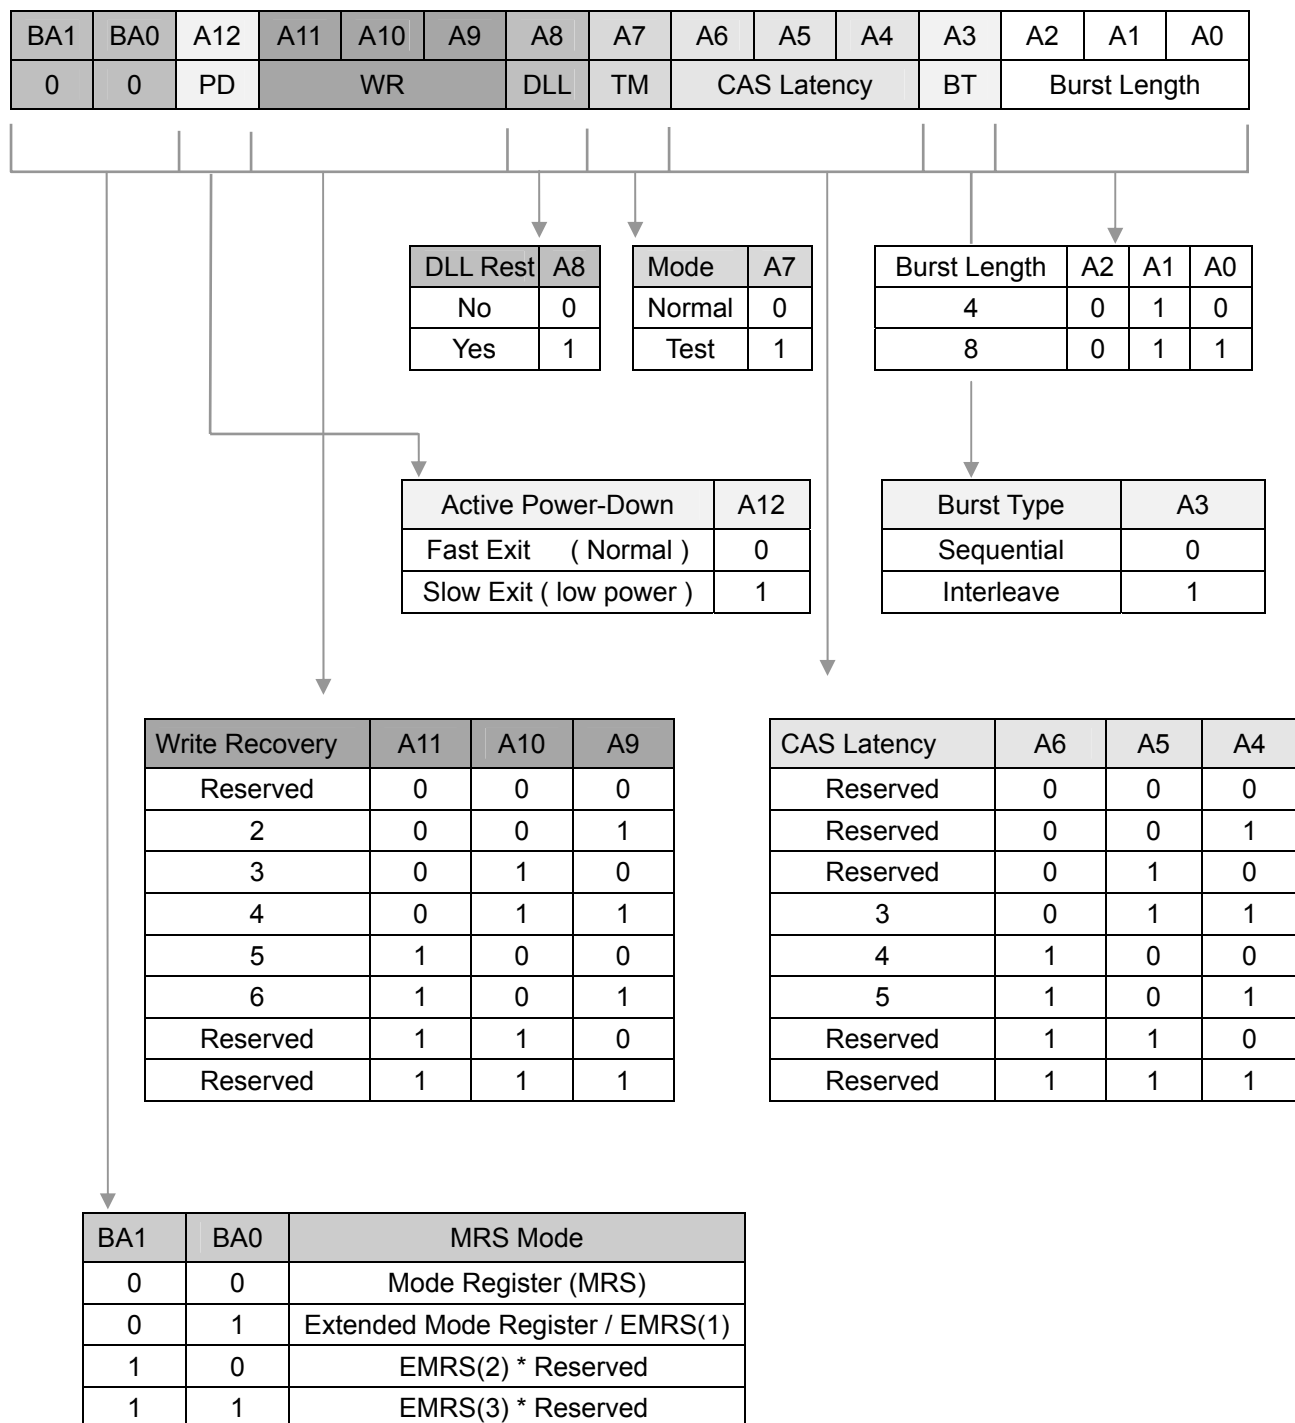 BA1 BA0 A12 A11 A10 A9 A8 A7 A6 A5 A4 A3 A2 A1 A0
0 0 PD WR DLL TM CAS Latency BT Burst Length
DLL Rest A8
No 0
Yes 1
Mode A7
Normal 0
Test 1
Burst Length A2 A1 A0
4 0 1 0
8 0 1 1
Active Power-Down A12
Fast Exit ( Normal ) 0
Slow Exit ( low power ) 1
Burst Type A3
Sequential 0
Interleave 1
Write Recovery A11 A10 A9
Reserved 0 0 0
2 0 0 1
3 0 1 0
4 0 1 1
5 1 0 0
6 1 0 1
Reserved 1 1 0
Reserved 1 1 1
CAS Latency A6 A5 A4
Reserved 0 0 0
Reserved 0 0 1
Reserved 0 1 0
3 0 1 1
4 1 0 0
5 1 0 1
Reserved 1 1 0
Reserved 1 1 1
BA1 BA0 MRS Mode
0 0 Mode Register (MRS)
0 1 Extended Mode Register / EMRS(1)
1 0 EMRS(2) * Reserved
1 1 EMRS(3) * Reserved